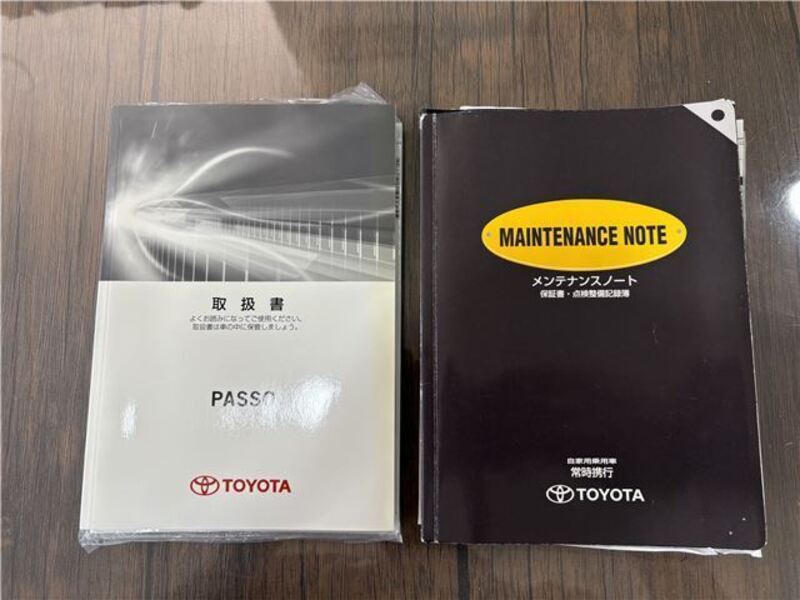 取扱書
よくお読みになってご使用ください。
取扱書は車の中に保管しましょう。
PASSO
TOYOTA
MAINTENANCE NOTE
メンテナンスノート
保証書・点検整備記録簿
自家用乗用車
常時携行
TOYOTA